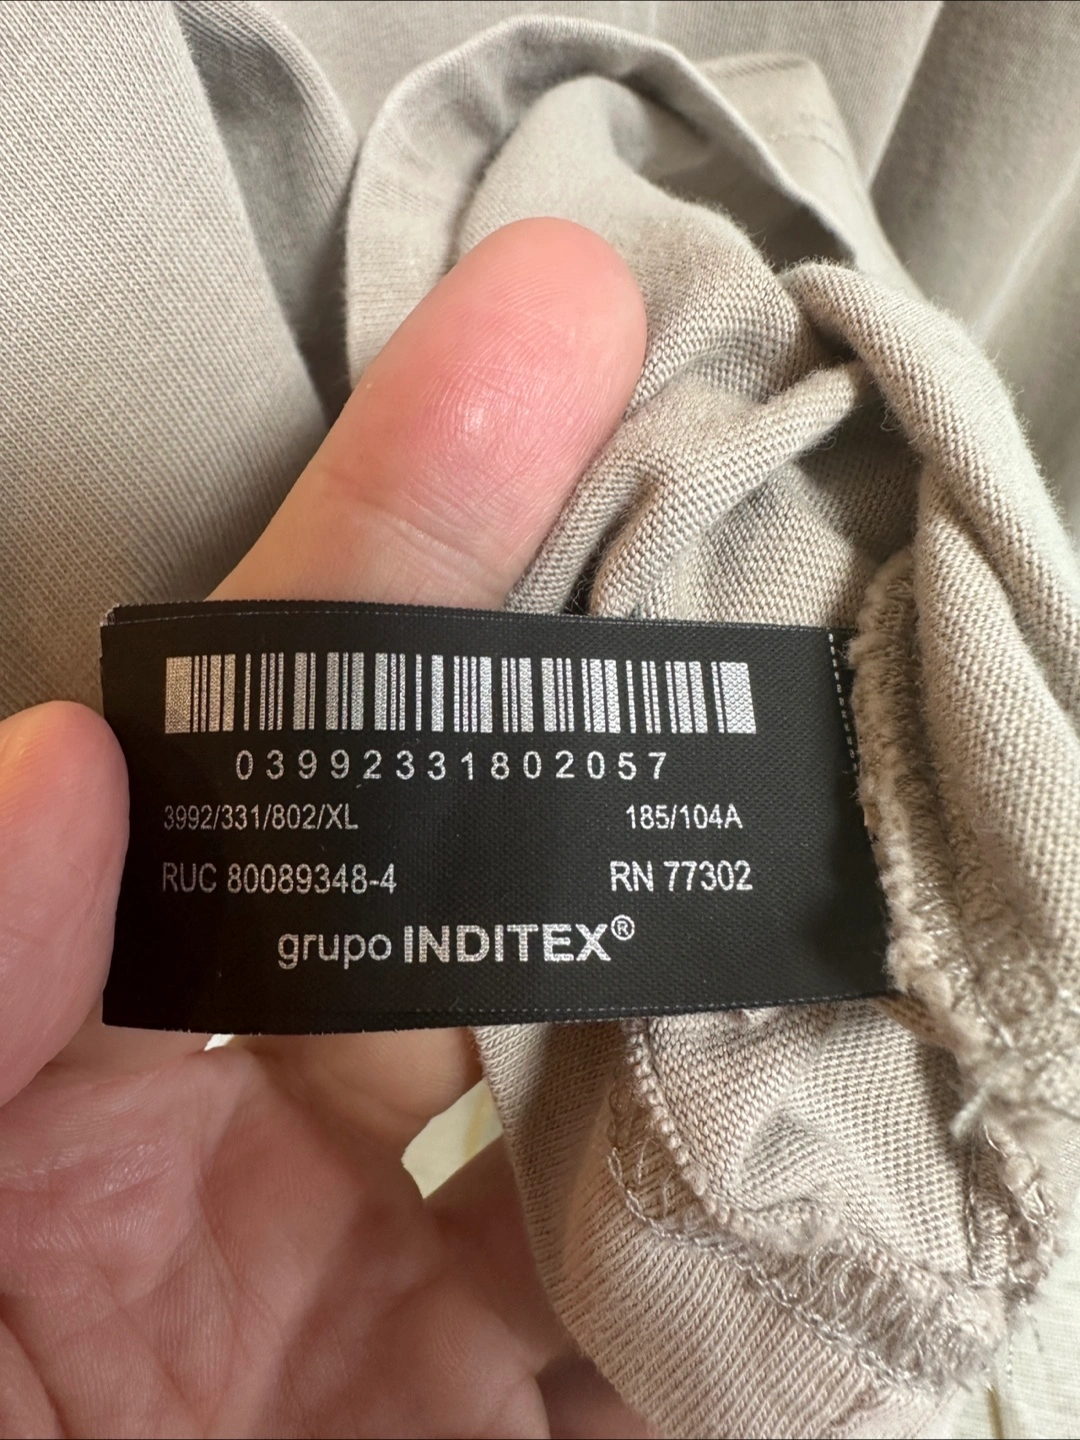 03992331802057
3992/331/802/XL 185/104A
RUC 80089348-4 RN 77302
grupo INDITEX®